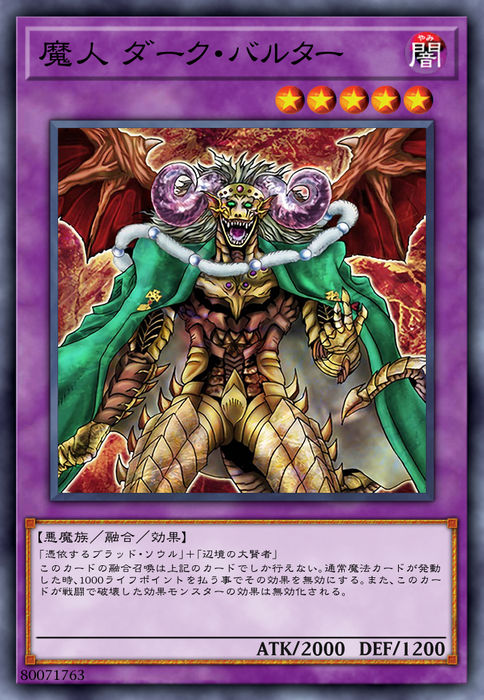 魔人 ダーク・バルター
やみ
闇
【悪魔族／融合／効果】
「憑依するブラッド・ソウル」＋「辺境の大賢者」
このカードの融合召喚は上記のカードでしか行えない。通常魔法カードが発動
した時、1000ライフポイントを払う事でその効果を無効にする。また、このカー
ドが戦闘で破壊した効果モンスターの効果は無効化される。
ATK/2000 DEF/1200
80071763